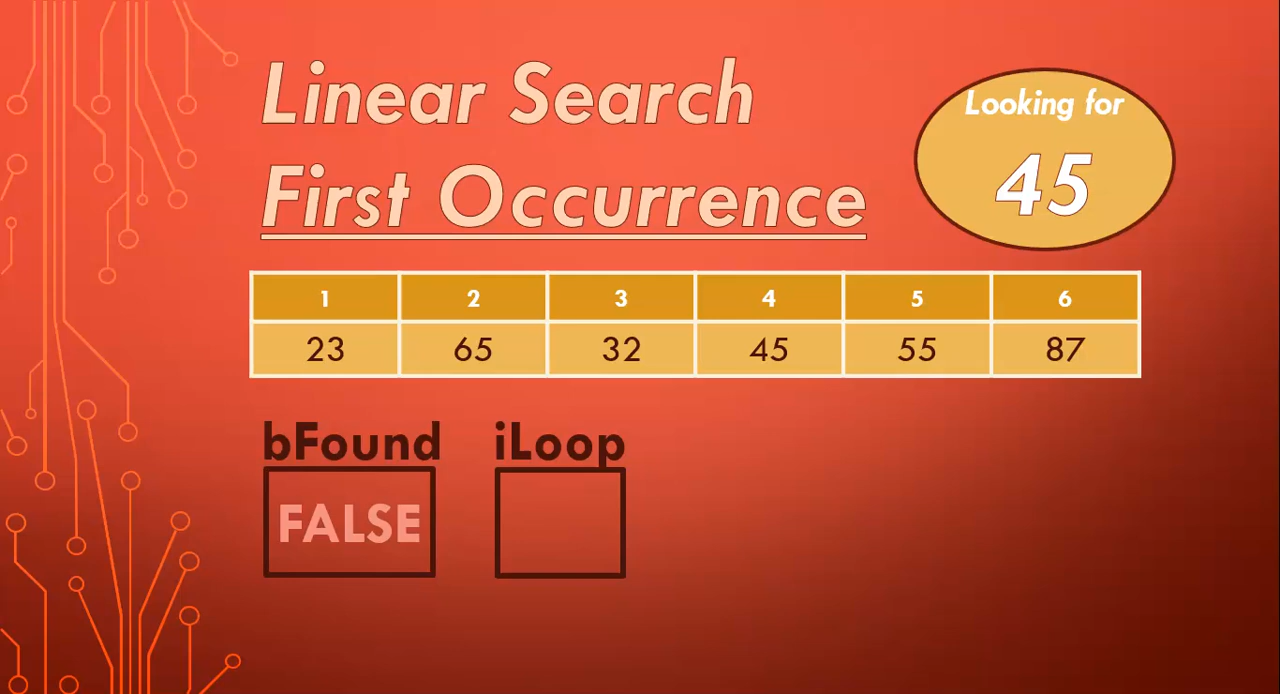 Linear Search
First Occurrence
Looking for
45
1 2 3 4 5 6
23 65 32 45 55 87
bFound iLoop
FALSE